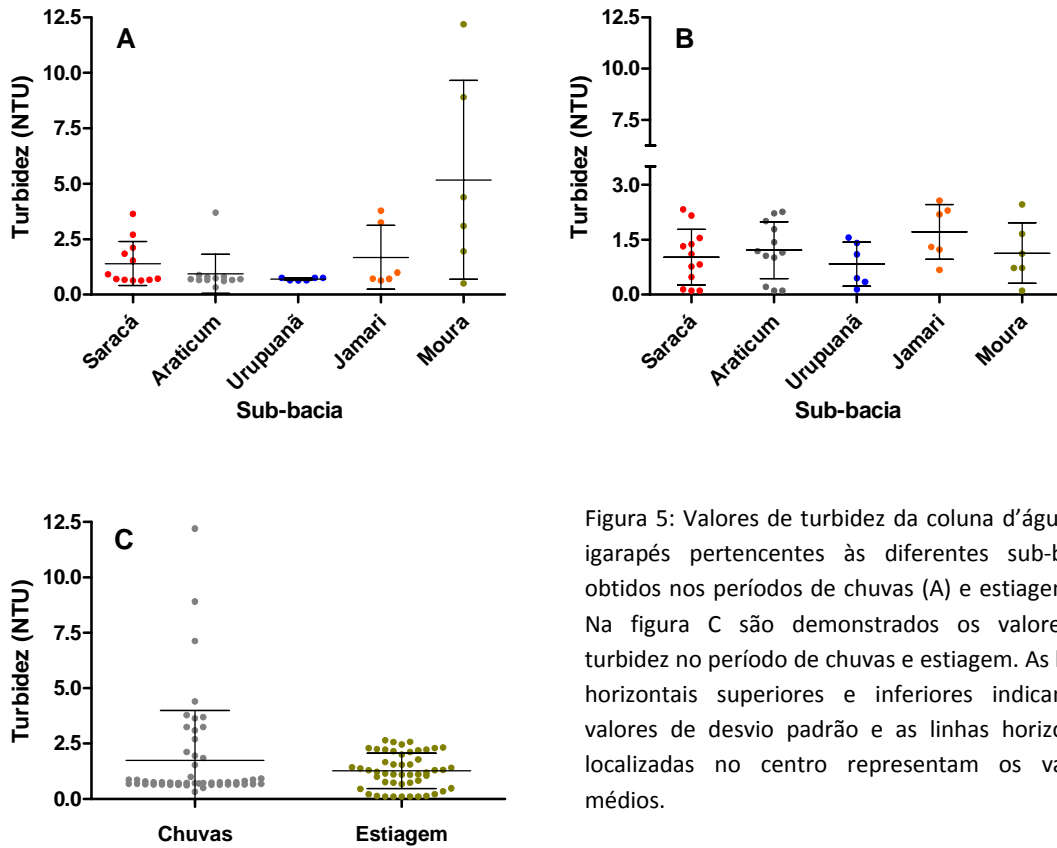 A
Turbidez (NTU)
12.5
10.0
7.5
5.0
2.5
0.0
Saracá
Araticum
Urupuanã
Jamari
Moura
Sub-bacia
B
Turbidez (NTU)
12.5
7.5
3.0
1.5
0.0
Saracá
Araticum
Urupuanã
Jamari
Moura
Sub-bacia
C
Turbidez (NTU)
12.5
10.0
7.5
5.0
2.5
0.0
Chuvas
Estiagem
Figura 5: Valores de turbidez da coluna d’águ
igarapés pertencentes às diferentes sub-b
obtidos nos períodos de chuvas (A) e estiagen
Na figura C são demonstrados os valore
turbidez no período de chuvas e estiagem. As l
horizontais superiores e inferiores indica
valores de desvio padrão e as linhas horizo
localizadas no centro representam os va
médios.